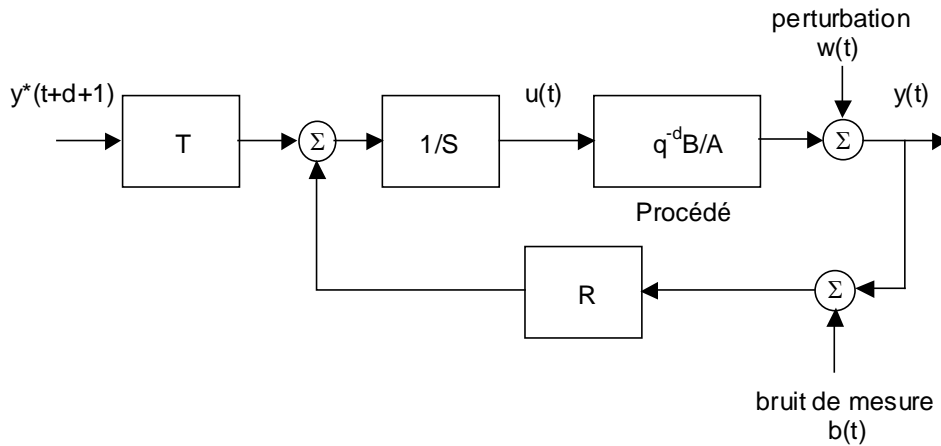 perturbation
w(t)
y*(t+d+1)
u(t)
y(t)
T
Σ
1/S
q⁻ᵈB/A
Σ
Procédé
R
Σ
bruit de mesure
b(t)